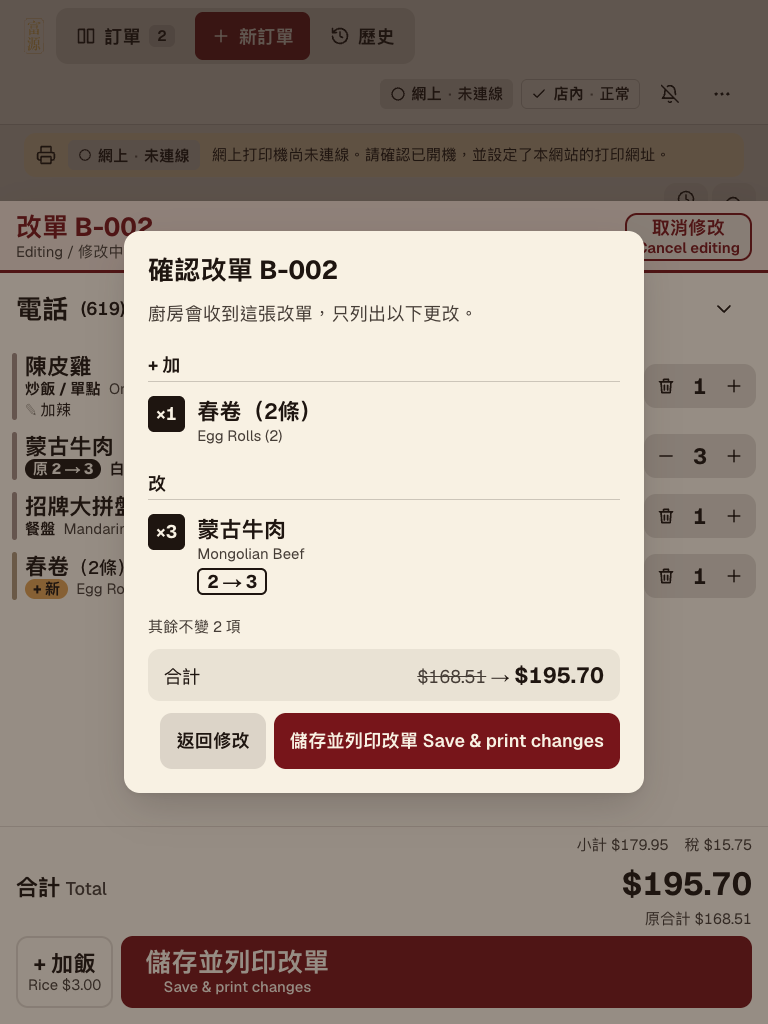 訂單 2
+ 新訂單
歷史
網上 · 未連線
店內 · 正常
網上 · 未連線
網上打印機尚未連線。請確認已開機，並設定了本網站的打印網址。
改單 B-002
Editing / 修改中
取消修改
Cancel editing
電話 (619)
陳皮雞
炒飯 / 單點
加辣
1
蒙古牛肉
原 2→3 白
3
招牌大拼盤
餐盤 Mandarin
1
春卷（2條）
+ 新 Egg Ro
1
確認改單 B-002
廚房會收到這張改單，只列出以下更改。
+ 加
×1 春卷（2條）
Egg Rolls (2)
改
×3 蒙古牛肉
Mongolian Beef
2→3
其餘不變 2 項
合計 $168.51 → $195.70
返回修改
儲存並列印改單 Save & print changes
小計 $179.95 稅 $15.75
合計 Total $195.70
原合計 $168.51
+ 加飯
Rice $3.00
儲存並列印改單
Save & print changes